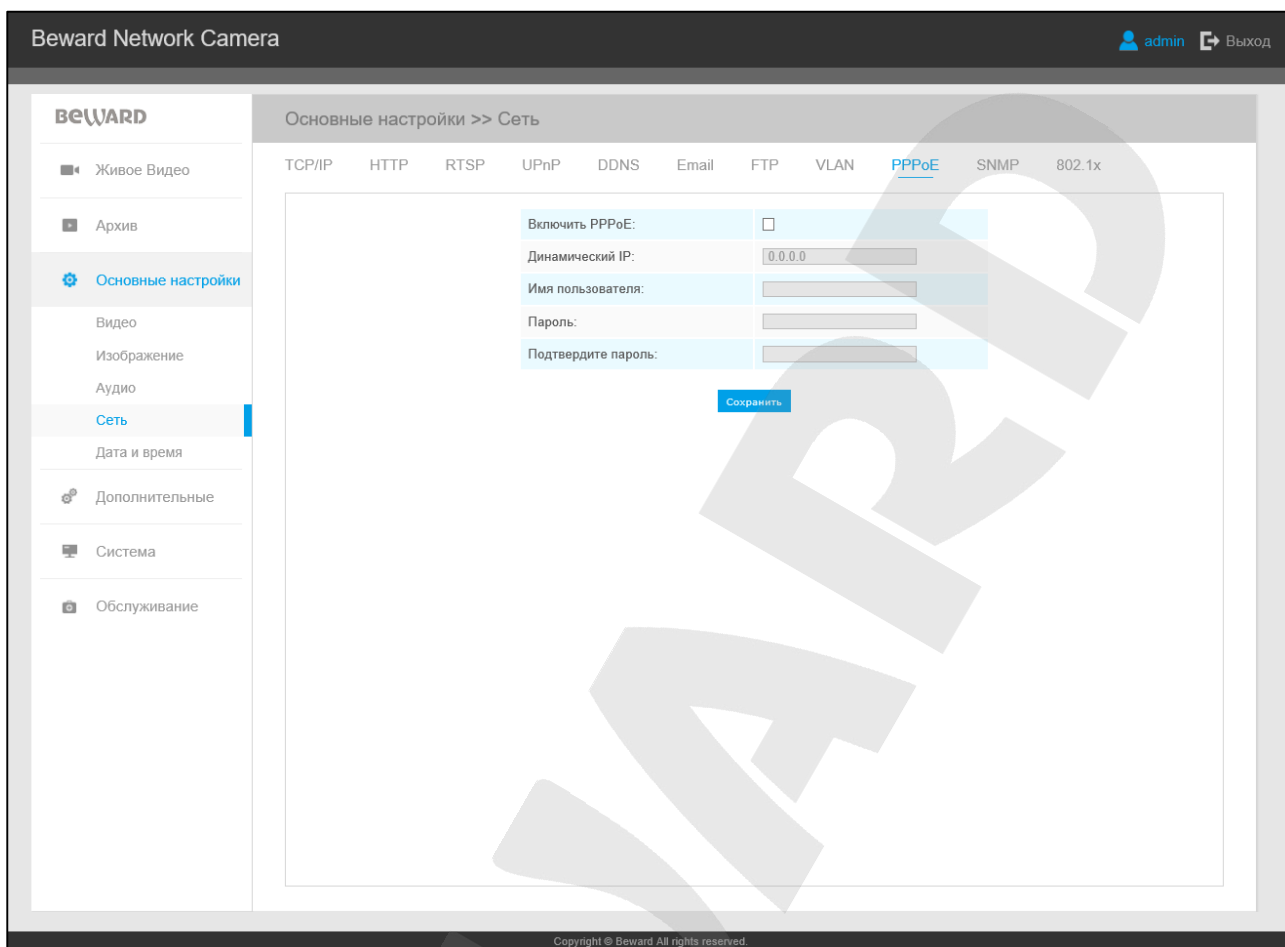 Beward Network Camera
admin Выход
BEWARD
Основные настройки >> Сеть
TCP/IP HTTP RTSP UPnP DDNS Email FTP VLAN PPPoE SNMP 802.1x
Живое Видео
Архив
Основные настройки
Видео
Изображение
Аудио
Сеть
Дата и время
Дополнительные
Система
Обслуживание
Включить PPPoE:
Динамический IP: 0.0.0.0
Имя пользователя:
Пароль:
Подтвердите пароль:
Сохранить
WARD
Copyright © Beward All rights reserved.